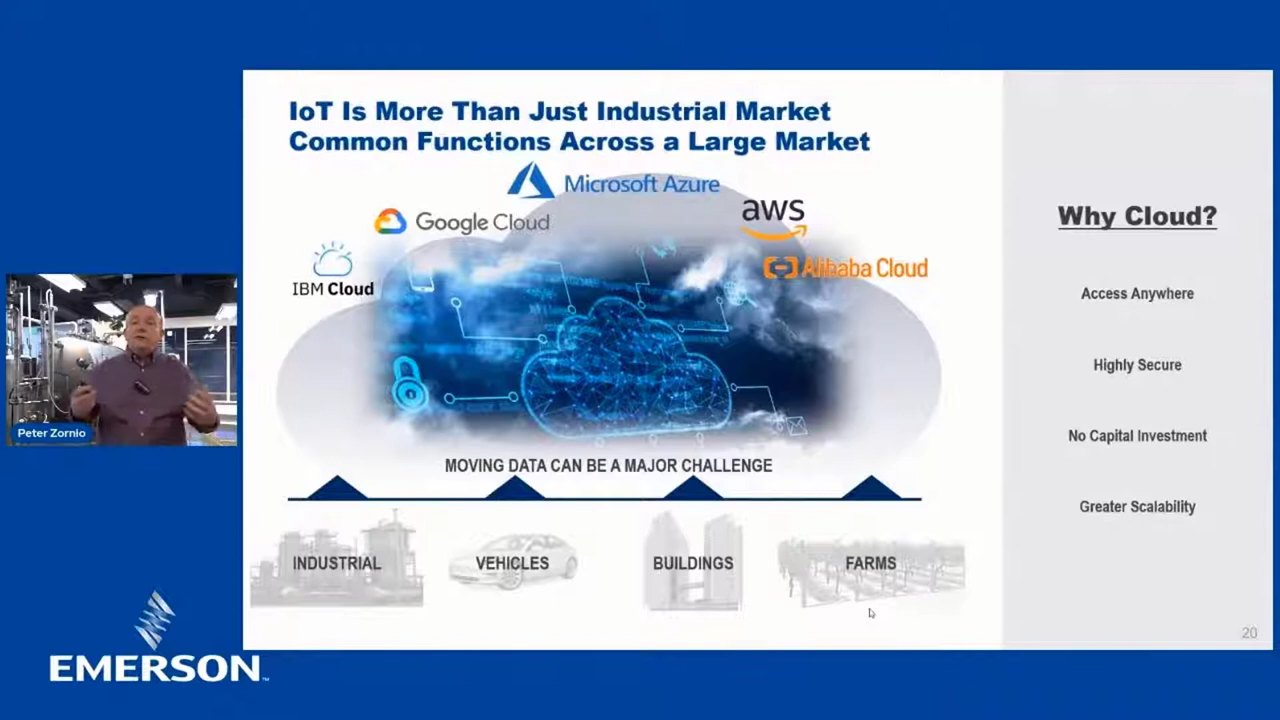 IoT Is More Than Just Industrial Market
Common Functions Across a Large Market
Microsoft Azure
aws
Google Cloud
Alibaba Cloud
IBM Cloud
Why Cloud?
Access Anywhere
Highly Secure
No Capital Investment
Greater Scalability
Peter Zornio
MOVING DATA CAN BE A MAJOR CHALLENGE
INDUSTRIAL
VEHICLES
BUILDINGS
FARMS
20
EMERSON